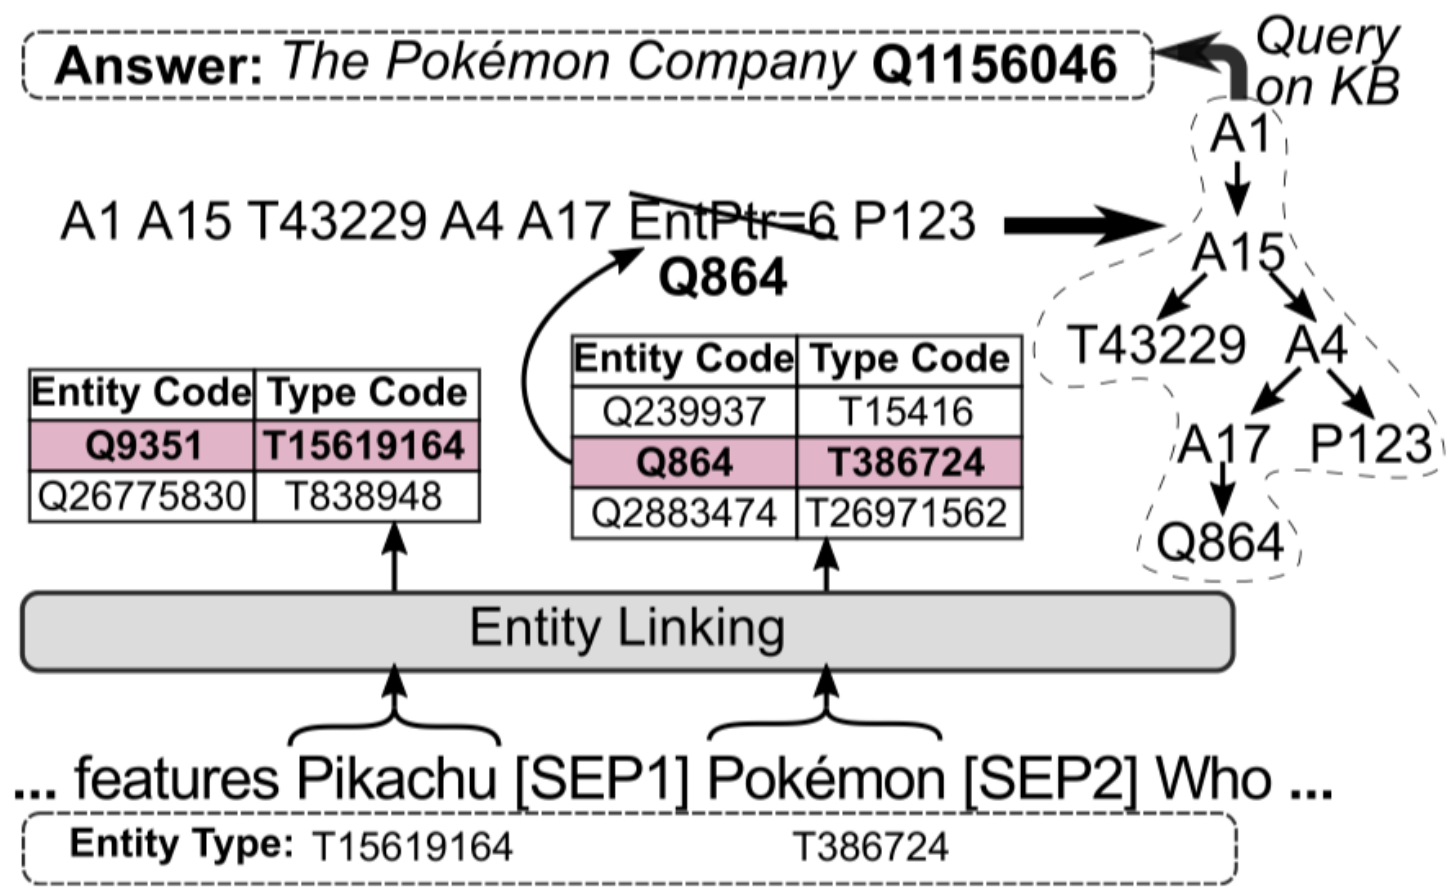 Answer: The Pokémon Company Q1156046
Query
on KB
A1
A1 A15 T43229 A4 A17 EntPtr=6 P123
Q864
A15
T43229 A4
A17 P123
Q864
Entity Code Type Code
Q9351 T15619164
Q26775830 T838948
Entity Code Type Code
Q239937 T15416
Q864 T386724
Q2883474 T26971562
Entity Linking
... features Pikachu [SEP1] Pokémon [SEP2] Who ...
Entity Type: T15619164 T386724